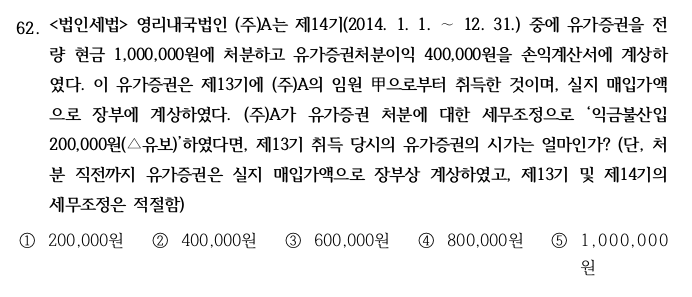 62. <법인세법> 영리내국법인 (주)A는 제14기(2014. 1. 1. ~ 12. 31.) 중에 유가증권을 전
량 현금 1,000,000원에 처분하고 유가증권처분이익 400,000원을 손익계산서에 계상하
였다. 이 유가증권은 제13기에 (주)A의 임원 甲으로부터 취득한 것이며, 실지 매입가액
으로 장부에 계상하였다. (주)A가 유가증권 처분에 대한 세무조정으로 ‘익금불산입
200,000원(△유보)’하였다면, 제13기 취득 당시의 유가증권의 시가는 얼마인가? (단, 처
분 직전까지 유가증권은 실지 매입가액으로 장부상 계상하였고, 제13기 및 제14기의
세무조정은 적절함)
① 200,000원 ② 400,000원 ③ 600,000원 ④ 800,000원 ⑤ 1,000,000
원